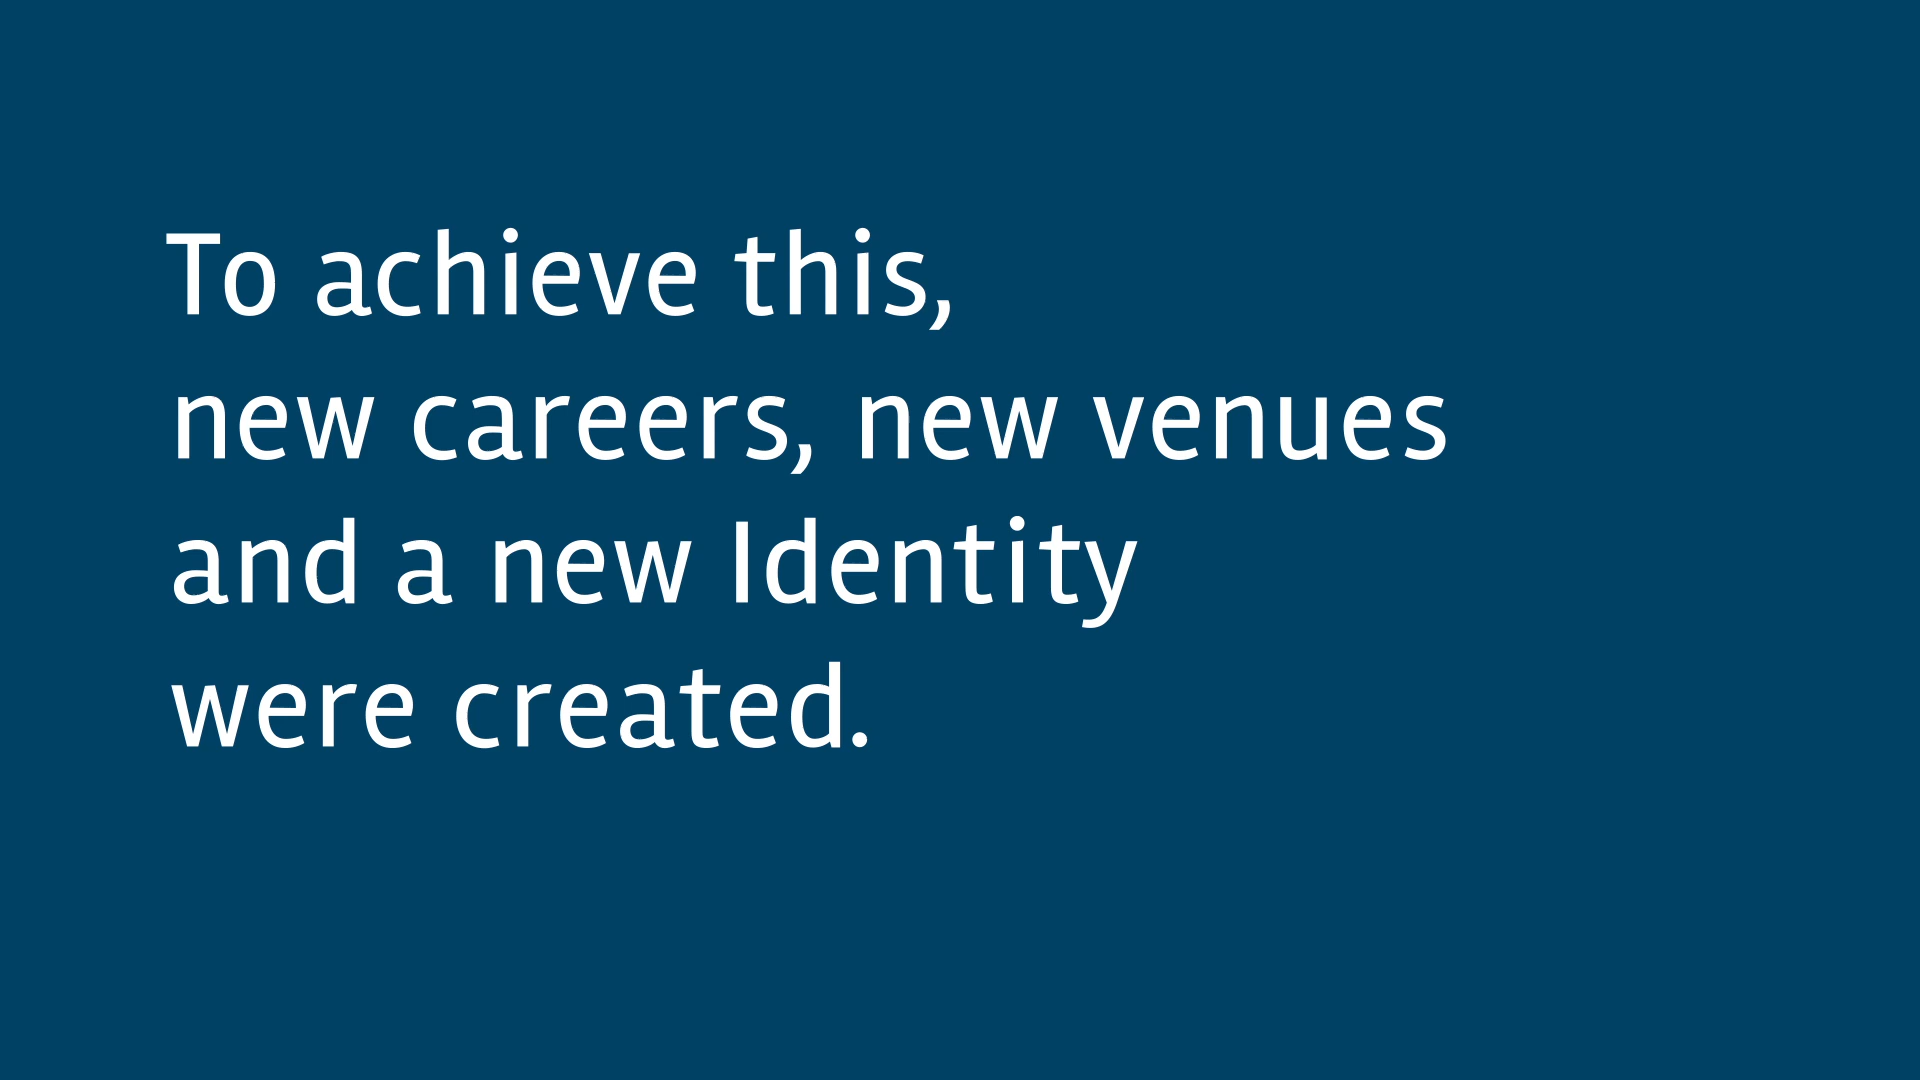 To achieve this,
new careers, new venues
and a new Identity
were created.